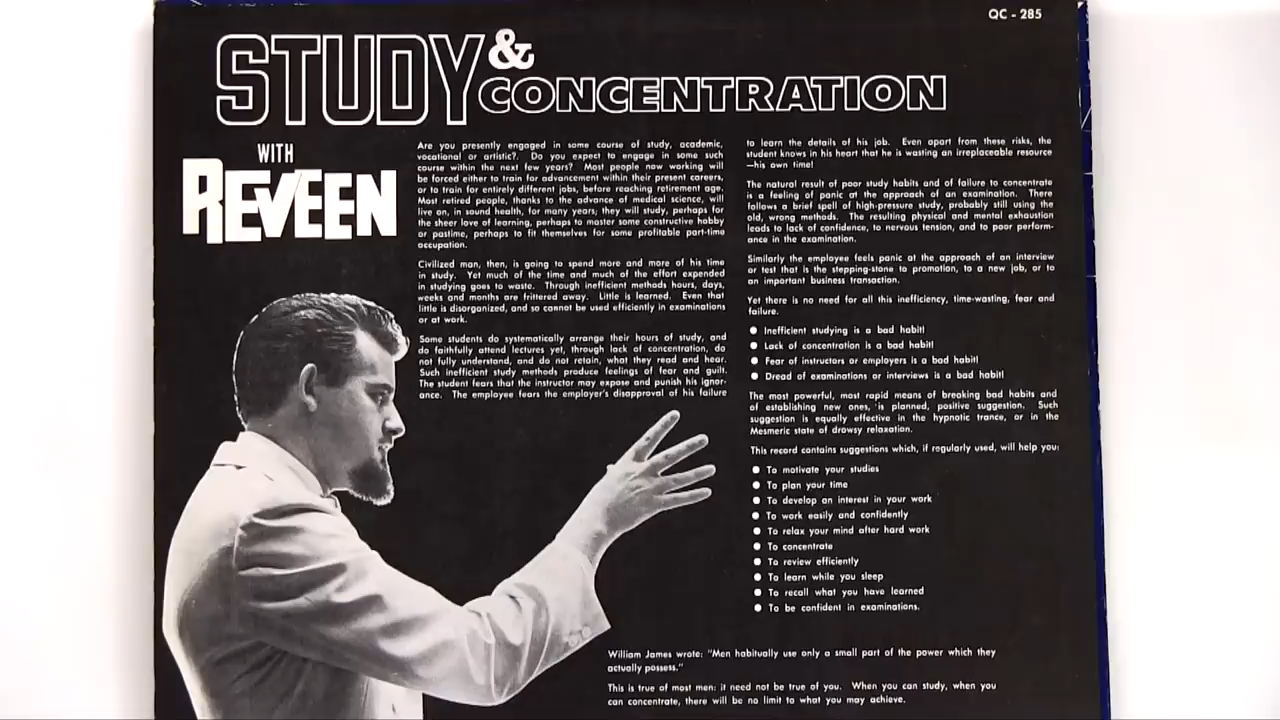 QC - 285
STUDY &
CONCENTRATION
WITH
REVEEN
Are you presently engaged in some course of study, academic,
vocational or artistic?. Do you expect to engage in some such
course within the next few years? Most people now working will
be forced either to train for advancement within their present careers,
or to train for entirely different jobs, before reaching retirement age.
Most retired people, thanks to the advance of medical science, will
live on, in sound health, for many years; they will study, perhaps for
the sheer love of learning, perhaps to master some constructive hobby
or pastime, perhaps to fit themselves for some profitable part-time
occupation.
Civilized man, then, is going to spend more and more of his time
in study. Yet much of the time and much of the effort expended
in studying goes to waste. Through inefficient methods hours, days,
weeks and months are frittered away. Little is learned. Even that
little is disorganized, and so cannot be used efficiently in examinations
or at work.
Some students do systematically arrange their hours of study, and
do faithfully attend lectures yet, through lack of concentration, do
not fully understand, and do not retain, what they read and hear.
Such inefficient study methods produce feelings of fear and guilt.
The student fears that the instructor may expose and punish his ignor-
ance. The employee fears the employer's disapproval of his failure
to learn the details of his job. Even apart from these risks, the
student knows in his heart that he is wasting an irreplaceable resource
—his own time!
The natural result of poor study habits and of failure to concentrate
is a feeling of panic at the approach of an examination. There
follows a brief spell of high-pressure study, probably still using the
old, wrong methods. The resulting physical and mental exhaustion
leads to lack of confidence, to nervous tension, and to poor perform-
ance in the examination.
Similarly the employee feels panic at the approach of an interview
or test that is the stepping-stone to promotion, to a new job, or to
an important business transaction.
Yet there is no need for all this inefficiency, time-wasting, fear and
failure.
● Inefficient studying is a bad habit!
● Lack of concentration is a bad habit!
● Fear of instructors or employers is a bad habit!
● Dread of examinations or interviews is a bad habit!
The most powerful, most rapid means of breaking bad habits and
of establishing new ones, is planned, positive suggestion. Such
suggestion is equally effective in the hypnotic trance, or in the
Mesmeric state of drowsy relaxation.
This record contains suggestions which, if regularly used, will help you:
● To motivate your studies
● To plan your time
● To develop an interest in your work
● To work easily and confidently
● To relax your mind after hard work
● To concentrate
● To review efficiently
● To learn while you sleep
● To recall what you have learned
● To be confident in examinations.
William James wrote: "Men habitually use only a small part of the power which they
actually possess."
This is true of most men: it need not be true of you. When you can study, when you
can concentrate, there will be no limit to what you may achieve.